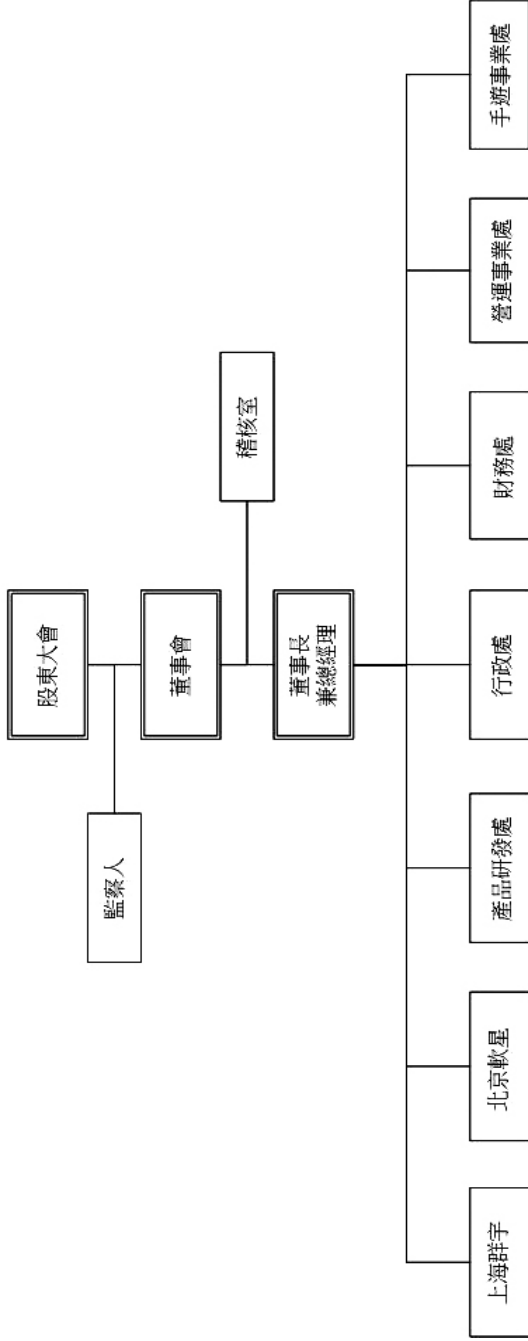 股東大會
監察人
董事會
稽核室
董事長
兼總經理
上海群宇
北京軟星
產品研發處
行政處
財務處
營運事業處
手遊事業處